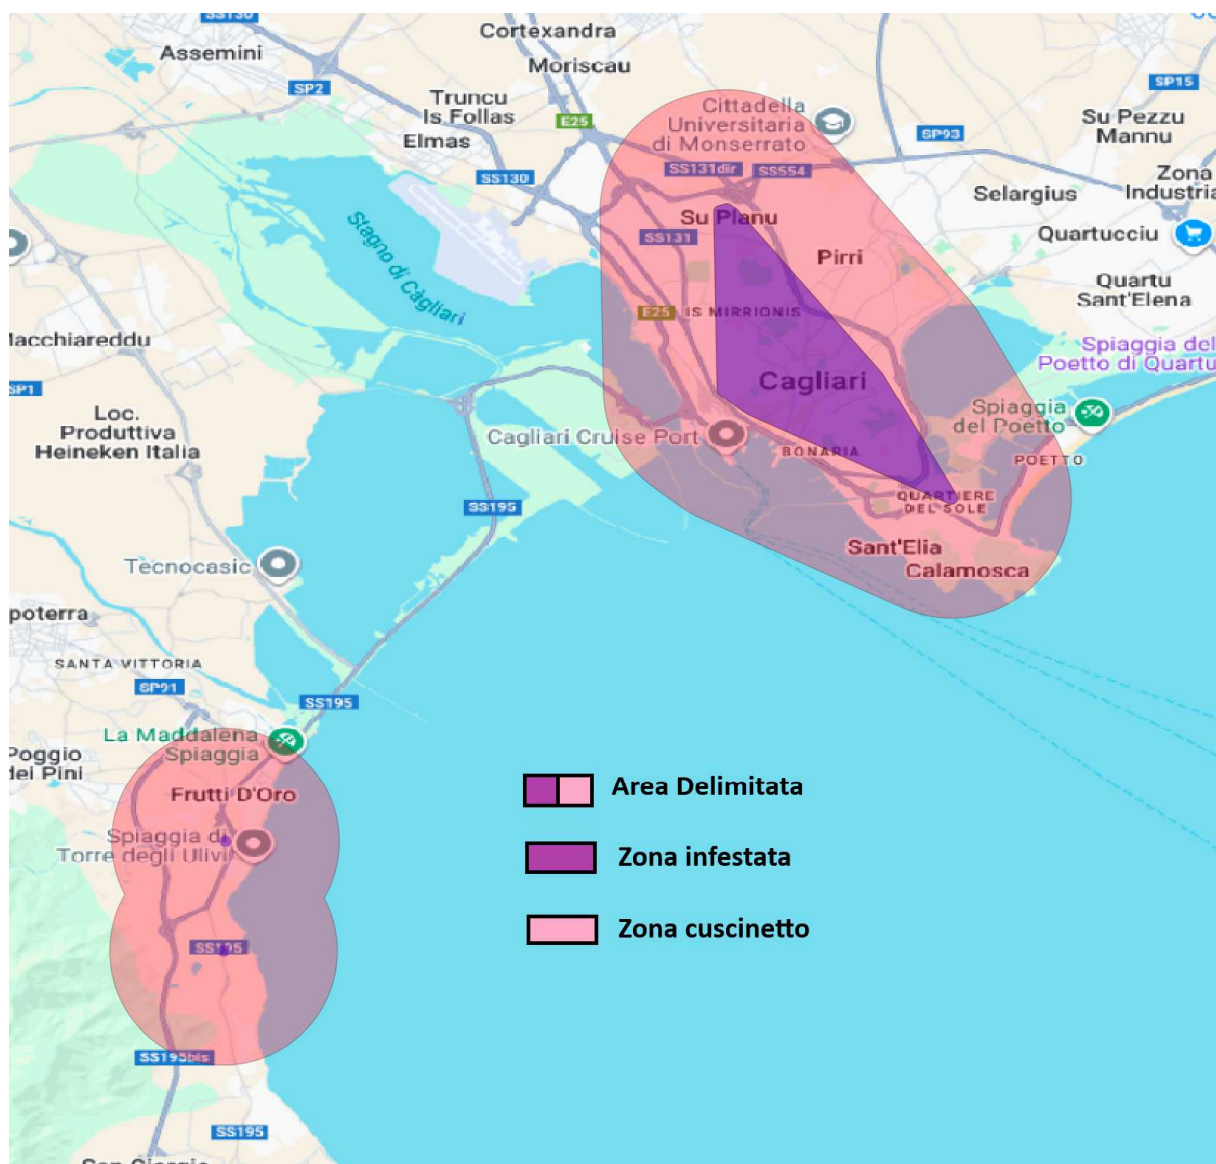 SS130
Cortexandra
Assemini
Moriscau
SP2
SP15
Truncu
Is Follas
Cittadella
Universitaria
di Monserrato
E25
Su Pezzu
Mannu
Elmas
SP93
SS131dir
SS554
SS130
Zona
Industria
Selargius
Su Planu
SS131
Quartucciu
Pirri
Stagno di Cagliari
Quartu
Sant'Elena
E25
IS MIRRIONIS
Macchiareddu
Spiaggia del
Poetto di Quartu
SP1
Cagliari
Loc.
Produttiva
Heineken Italia
Spiaggia
del Poetto
Cagliari Cruise Port
BONARIA
POETTO
QUARTIERE
DEL SOLE
SS195
Sant'Elia
Calamosca
Tecnocasic
poterra
SANTA VITTORIA
SP91
SS195
La Maddalena
Spiaggia
Poggio
dei Pini
Frutti D'Oro
Area Delimitata
Spiaggia di
Torre degli Ulivi
Zona infestata
Zona cuscinetto
SS195
SS195bis
SS195
San Giorgio